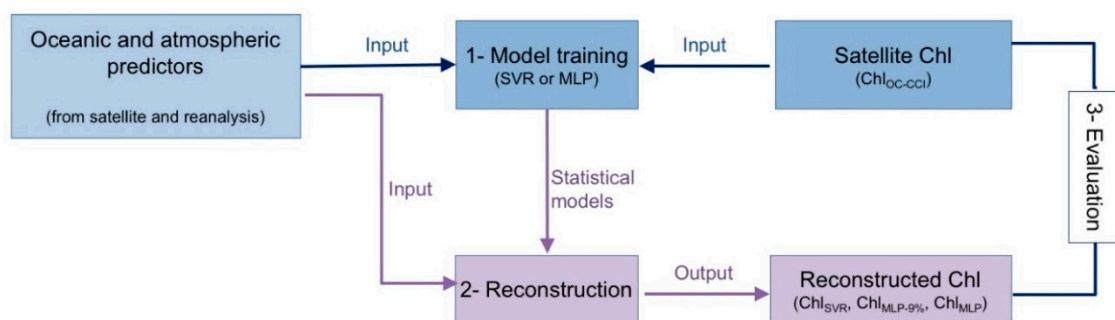 Oceanic and atmospheric
predictors
(from satellite and reanalysis)
Input
1- Model training
(SVR or MLP)
Input
Satellite Chl
(Chl_OC-CCI)
3- Evaluation
Input
Statistical
models
2- Reconstruction
Output
Reconstructed Chl
(Chl_SVR, Chl_MLP-9%, Chl_MLP)